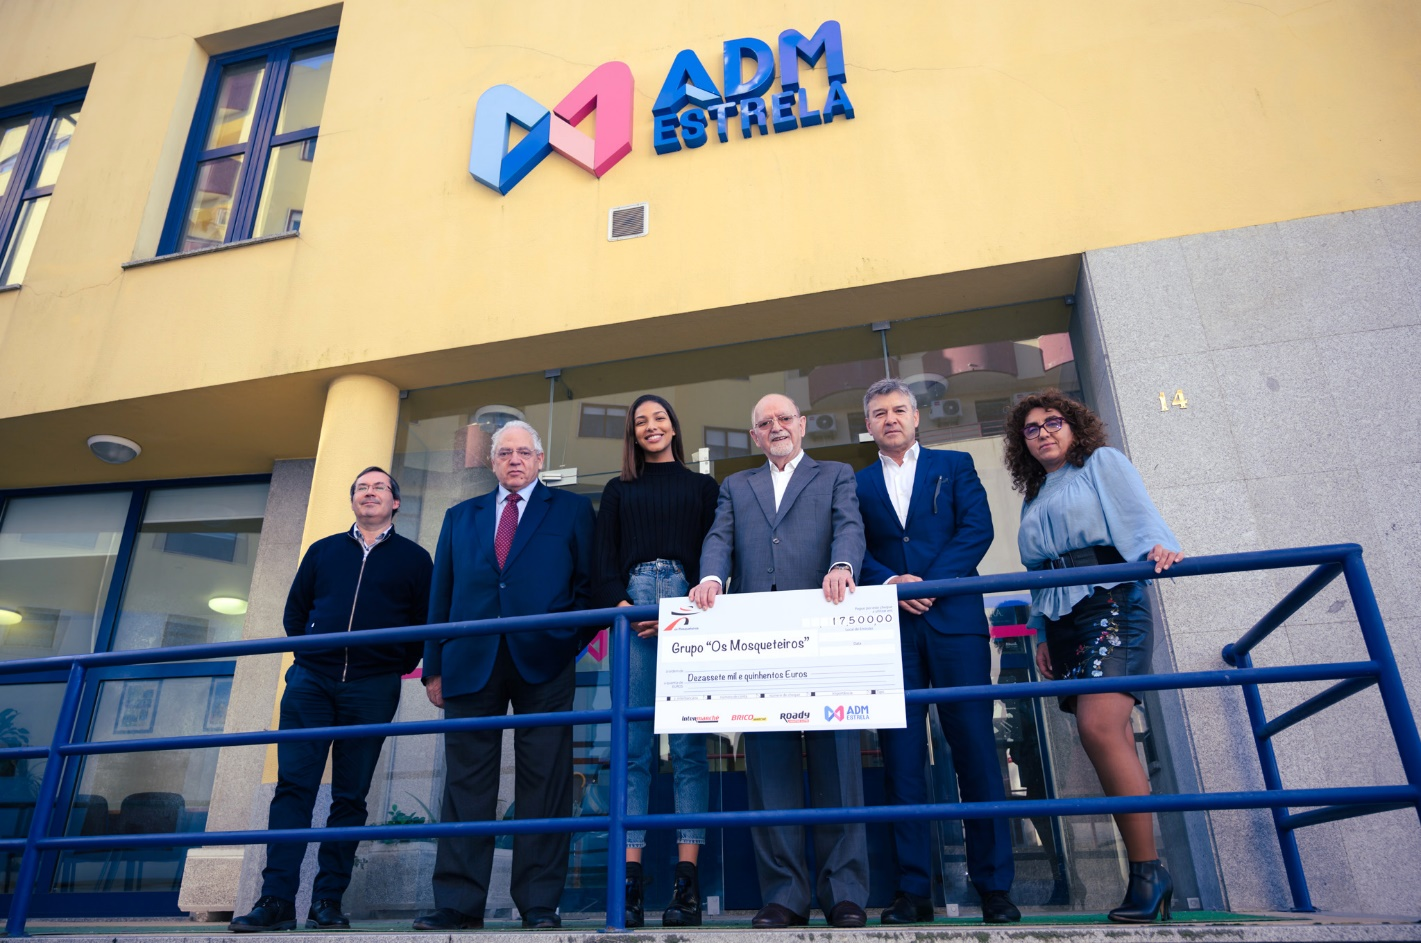 ADM
ESTRELA
14
1750000
Grupo "Os Mosqueteiros"
Dezassete mil e quinhentos Euros
Intermarché
BRICO
ROADY
ADM
ESTRELA